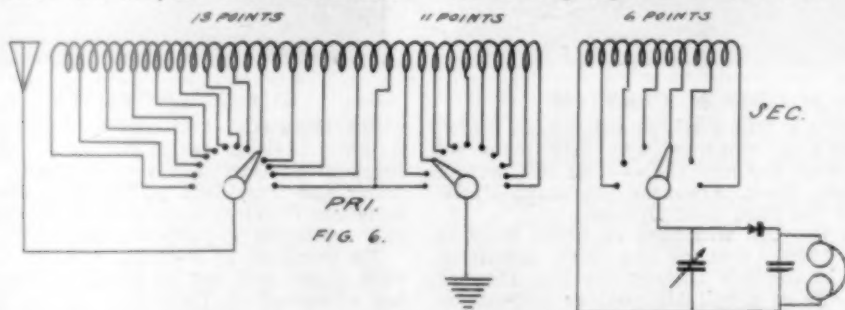 13 POINTS 11 POINTS 6 POINTS
SEC.
PRI.
FIG. 6.